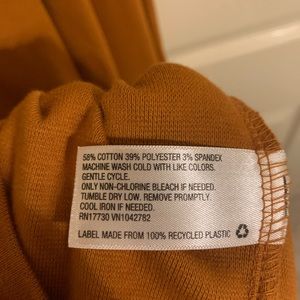 58% COTTON 39% POLYESTER 3% SPANDEX
MACHINE WASH COLD WITH LIKE COLORS.
GENTLE CYCLE.
ONLY NON-CHLORINE BLEACH IF NEEDED.
TUMBLE DRY LOW. REMOVE PROMPTLY.
COOL IRON IF NEEDED.
RN17730 VN1042782
LABEL MADE FROM 100% RECYCLED PLASTIC